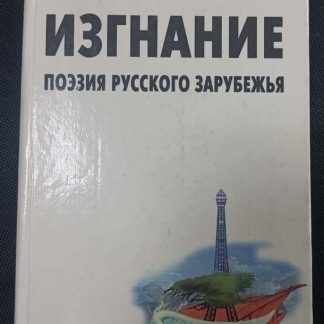 ИЗГНАНИЕ
ПОЭЗИЯ РУССКОГО ЗАРУБЕЖЬЯ